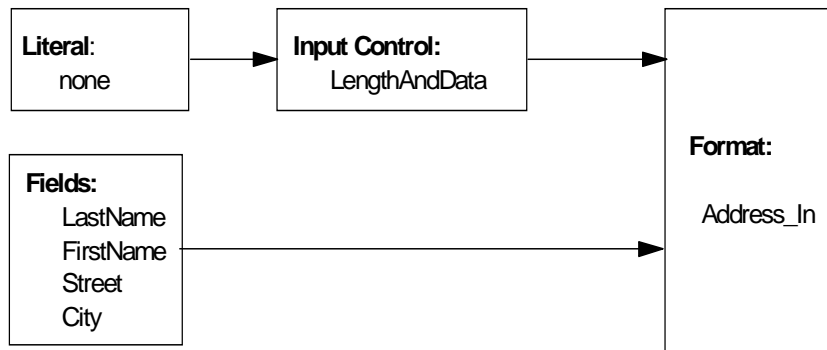 Literal:
none
Input Control:
LengthAndData
Fields:
LastName
FirstName
Street
City
Format:
Address_In